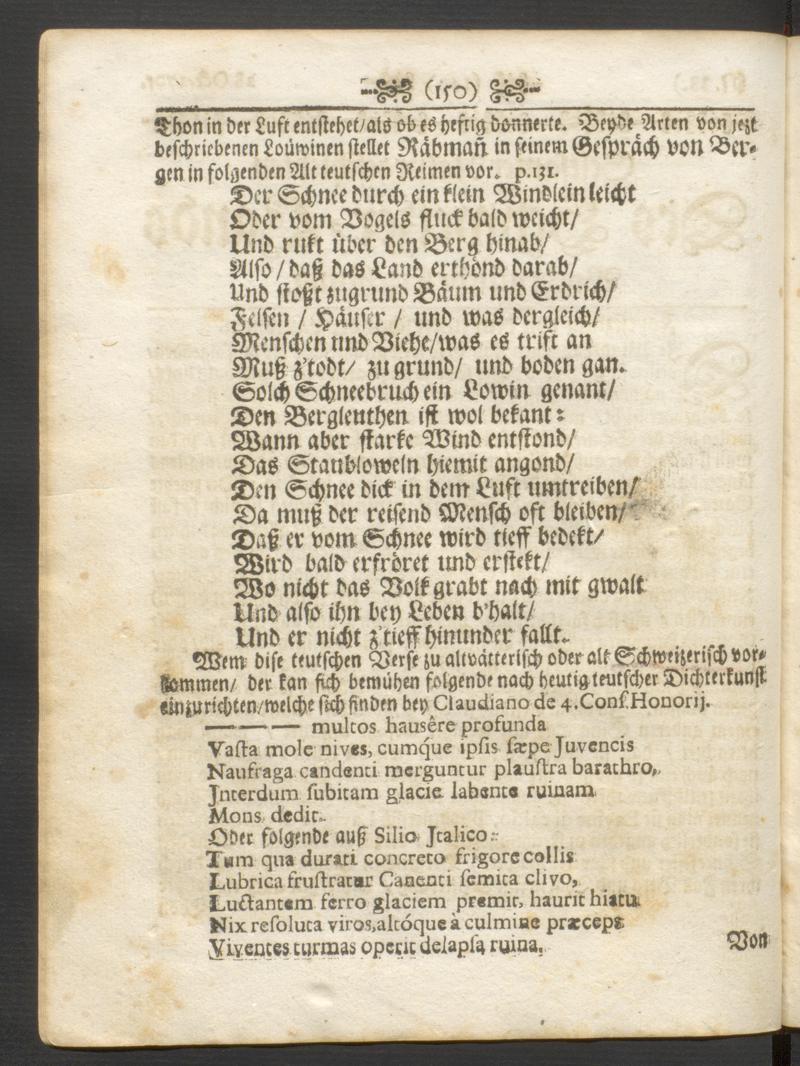 (150)
Thon in der Luft entstehet/als ob es heftig donnerte. Beyde Arten von jezt
beschriebenen Loüwinen stellet Räbmañ in seinem Gespräch von Ber-
gen in folgenden Alt teutschen Reimen vor. p.131.
Der Schnee durch ein klein Windlein leicht
Oder vom Vogels fluck bald weicht/
Und rukt über den Berg hinab/
Also / daß das Land erthönd darab/
Und stoßt zugrund Bäum und Erdrich/
Felsen / Häuser / und was dergleich/
Menschen und Viehe/was es trift an
Muß z'todt/ zu grund/ und boden gan.
Solch Schneebruch ein Lowin genant/
Den Bergleuthen ist wol bekant:
Wann aber starke Wind entstond/
Das Staubloweln hiemit angond/
Den Schnee dick in dem Luft umtreiben/
Da muß der reisend Mensch oft bleiben/
Daß er vom Schnee wird tieff bedekt/
Wird bald erfröret und erstekt/
Wo nicht das Volk grabt nach mit gwalt
Und also ihn bey Leben b'halt/
Und er nicht z'tieff hinunder fallt.
Wem dise teutschen Verse zu altvätterisch oder alt Schweizerisch vor-
kommen/ der kan sich bemühen folgende nach heutig teutscher Dichterkunst
einzurichten/welche sich finden bey Claudiano de 4. Conf. Honorij.
— — — multos hausêre profunda
Vasta mole nives, cumq́ue ipsis sæpe Juvencis
Naufraga candenti merguntur plaustra barathro,
Jnterdum subitam glacie labente ruinam
Mons dedit.
Oder folgende auß Silio Jtalico:
Tum qua durati concreto frigore collis
Lubrica frustratur Canenti semita clivo,
Luctantem ferro glaciem premit, haurit hiatu
Nix resoluta viros, altóque à culmine præceps
Viventes turmas operit delapsa ruina.
Von